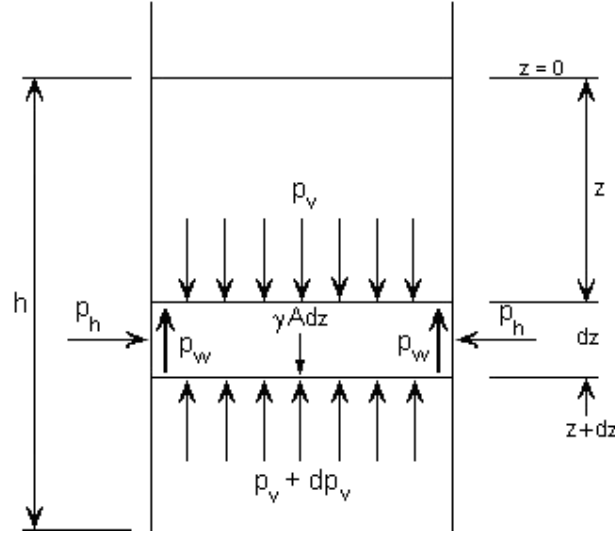 z = 0
p_v
z
h
p_h
p_w
γAdz
p_w
p_h
dz
z+dz
p_v + dp_v